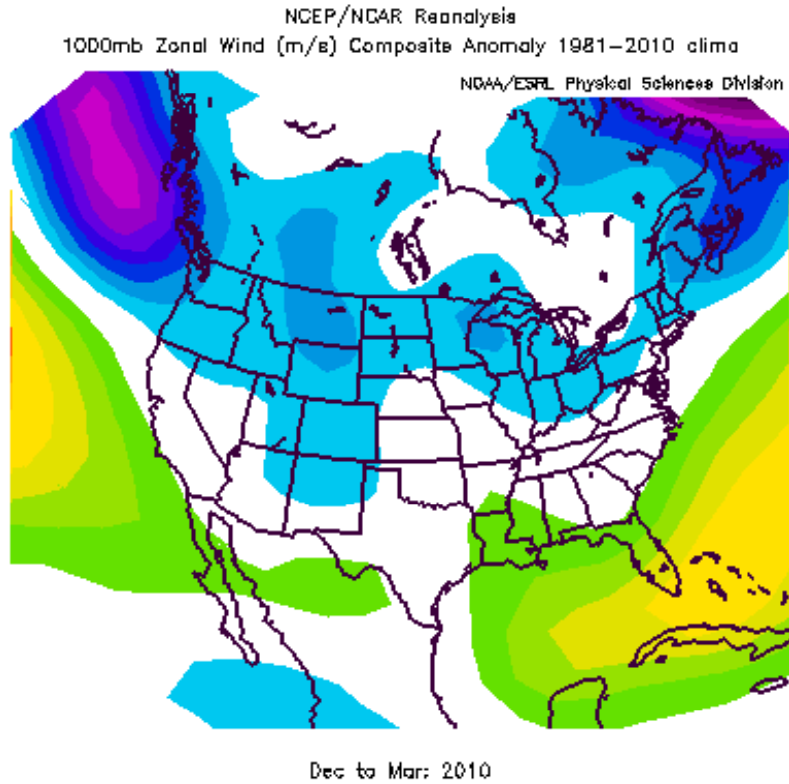 NCEP/NCAR Reanalysis
1000mb Zonal Wind (m/s) Composite Anomaly 1981-2010 clima
NOAA/ESRL Physical Sciences Division
Dec to Mar: 2010